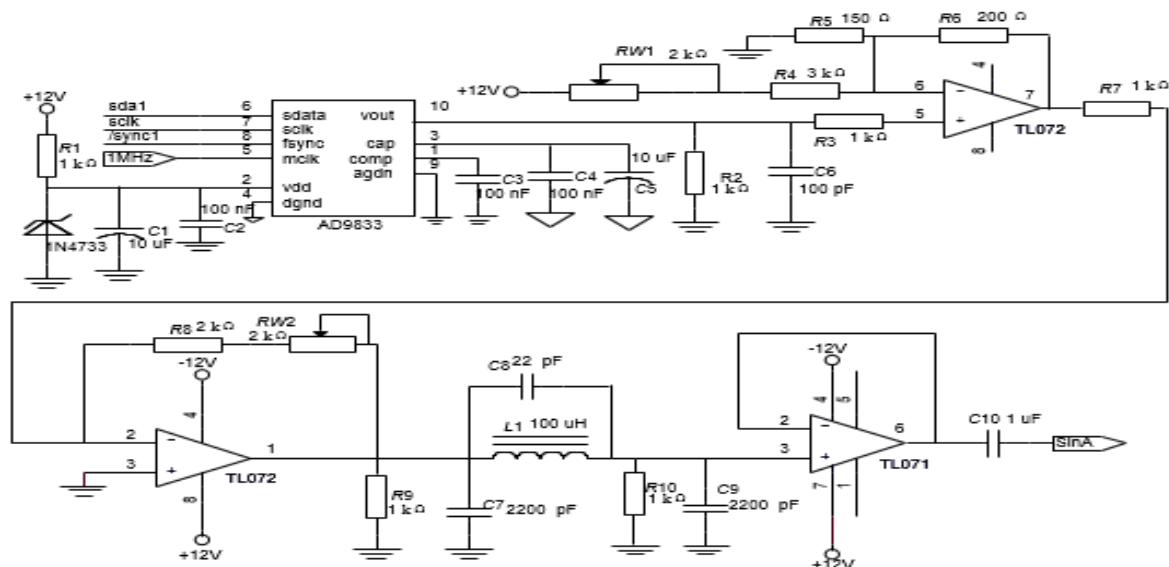 R5 150 Ω
R6 200 Ω
RW1 2 kΩ
R4 3 kΩ
+12V
+12V
4
6
7
5
8
TL072
R7 1 kΩ
R3 1 kΩ
sda1
sclk
/sync1
1MHz
6
7
8
5
2
4
sdata
sclk
fsync
mclk
vdd
dgnd
vout
cap
comp
agdn
10
3
1
9
AD9833
R1
1 kΩ
1N4733
C1
10 uF
100 nF
C2
C3
100 nF
C4
100 nF
10 uF
C5
R2
1 kΩ
C6
100 pF
R8 2 kΩ
RW2
2 kΩ
-12V
4
2
3
1
8
TL072
+12V
C8 22 pF
L1 100 uH
R9
1 kΩ
C7 2200 pF
R10
1 kΩ
C9
2200 pF
-12V
4
5
2
3
6
7
1
TL071
+12V
C10 1 uF
SinA